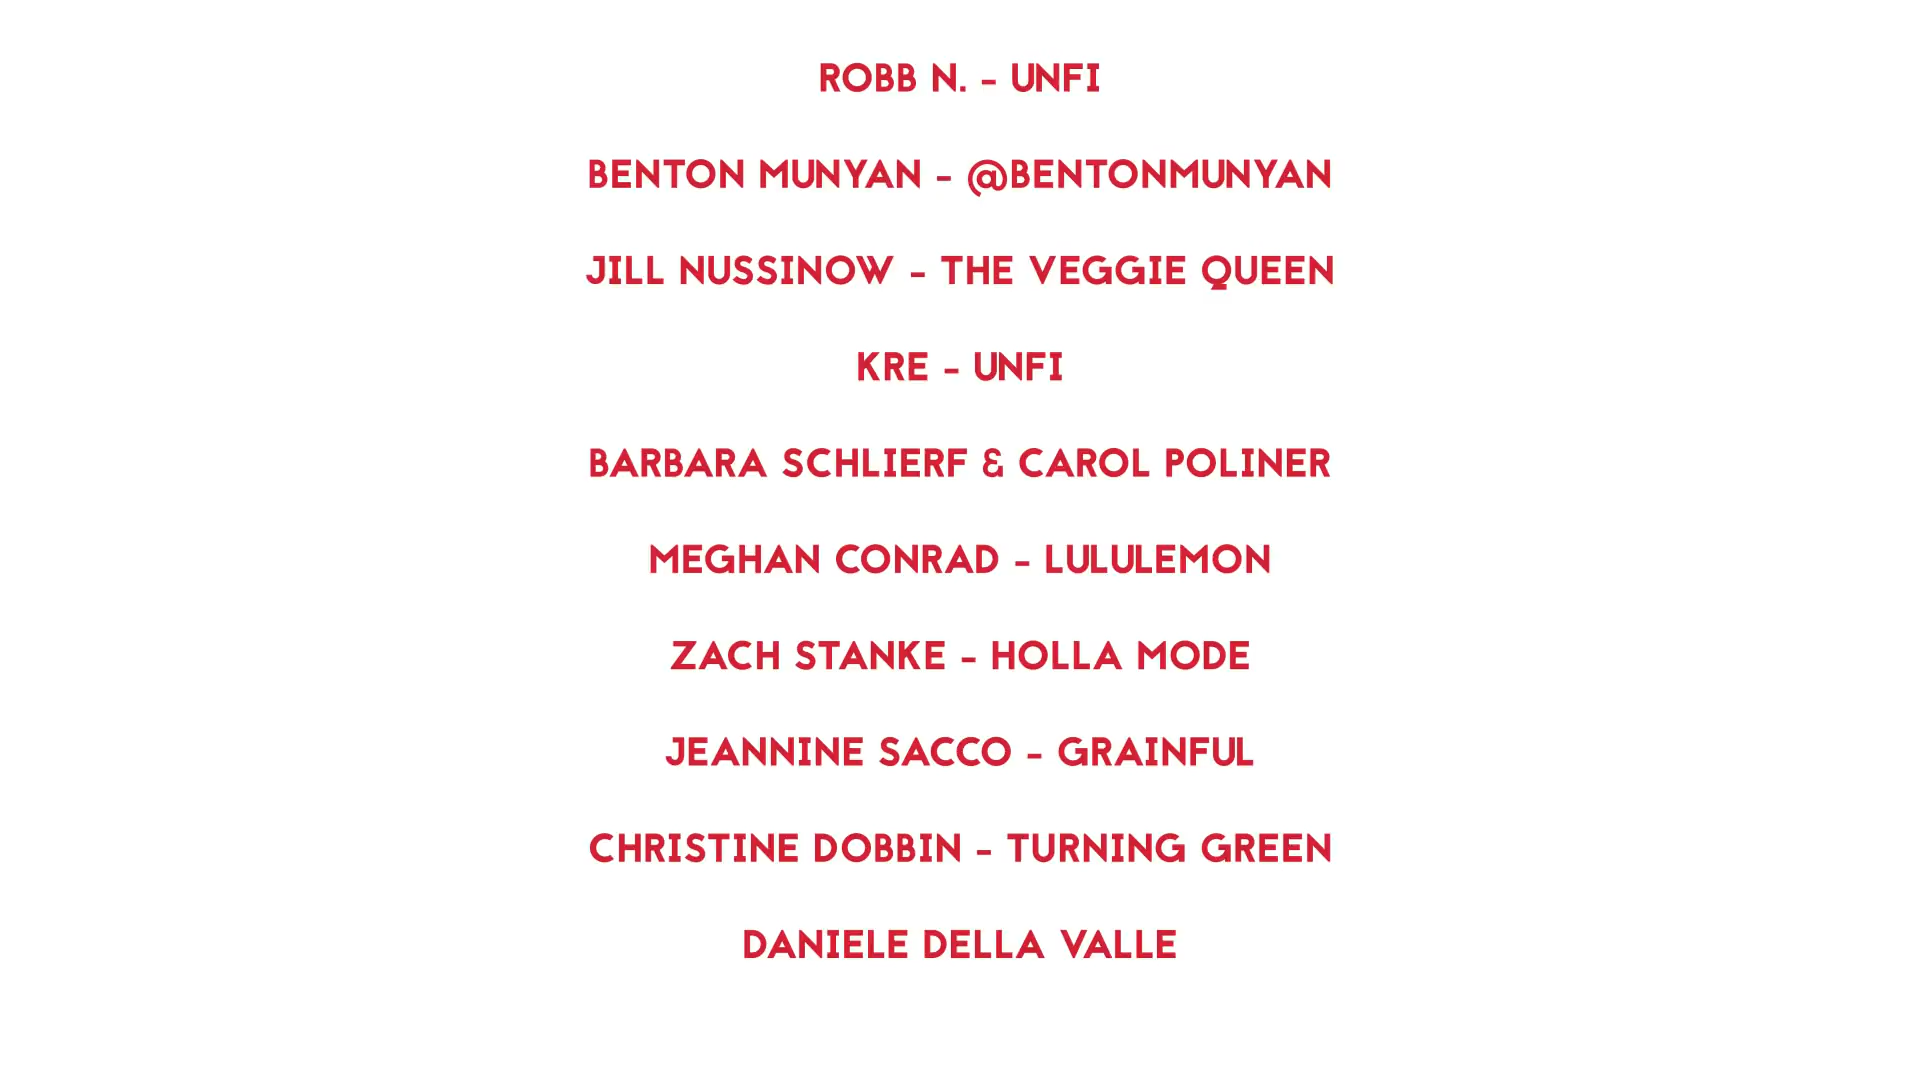 ROBB N. - UNFI
BENTON MUNYAN - @BENTONMUNYAN
JILL NUSSINOW - THE VEGGIE QUEEN
KRE - UNFI
BARBARA SCHLIERF & CAROL POLINER
MEGHAN CONRAD - LULULEMON
ZACH STANKE - HOLLA MODE
JEANNINE SACCO - GRAINFUL
CHRISTINE DOBBIN - TURNING GREEN
DANIELE DELLA VALLE